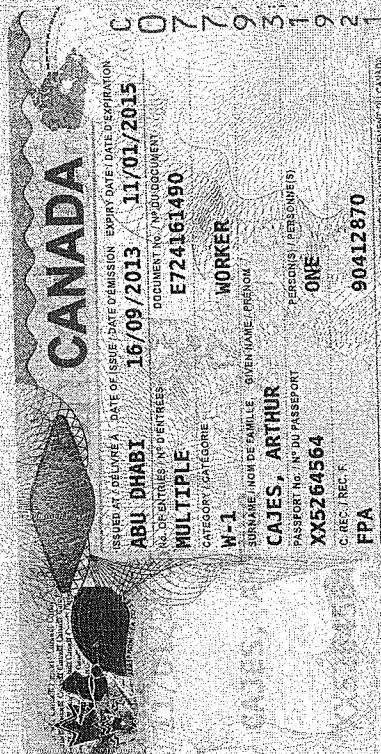 CANADA
ISSUED AT / DÉLIVRÉ À DATE OF ISSUE / DATE D'ÉMISSION EXPIRY DATE / DATE D'EXPIRATION
ABU DHABI 16/09/2013 11/01/2015
No. OF ENTRIES / Nº D'ENTRÉES DOCUMENT No. / Nº DU DOCUMENT
MULTIPLE E724161490
CATEGORY / CATÉGORIE
W-1 WORKER
SURNAME / NOM DE FAMILLE GIVEN NAME / PRÉNOM
CAJES, ARTHUR
PASSPORT No. / Nº DU PASSEPORT PERSON(S) / PERSONNE(S)
XX5264564 ONE
C. REC. REC. F.
FPA 90412870
C077931921